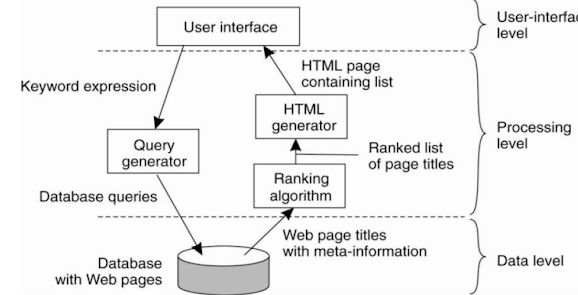 User interface
User-interfac
level
Keyword expression
HTML page
containing list
HTML
generator
Processing
level
Query
generator
Ranked list
of page titles
Ranking
algorithm
Database queries
Web page titles
with meta-information
Database
with Web pages
Data level